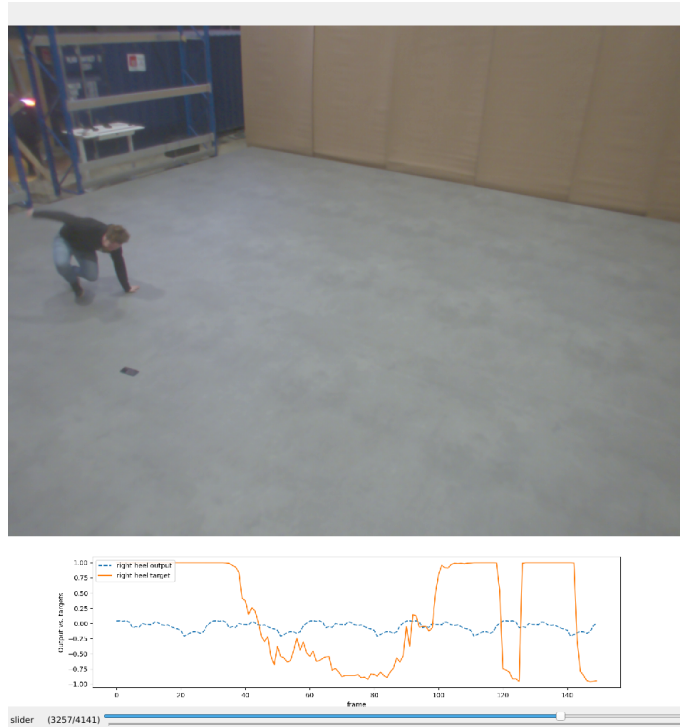 right heel output
right heel target
Output vs. targets
1.00
0.75
0.50
0.25
0.00
−0.25
−0.50
−0.75
−1.00
0 20 40 60 80 100 120 140
frame
slider (3257/4141)